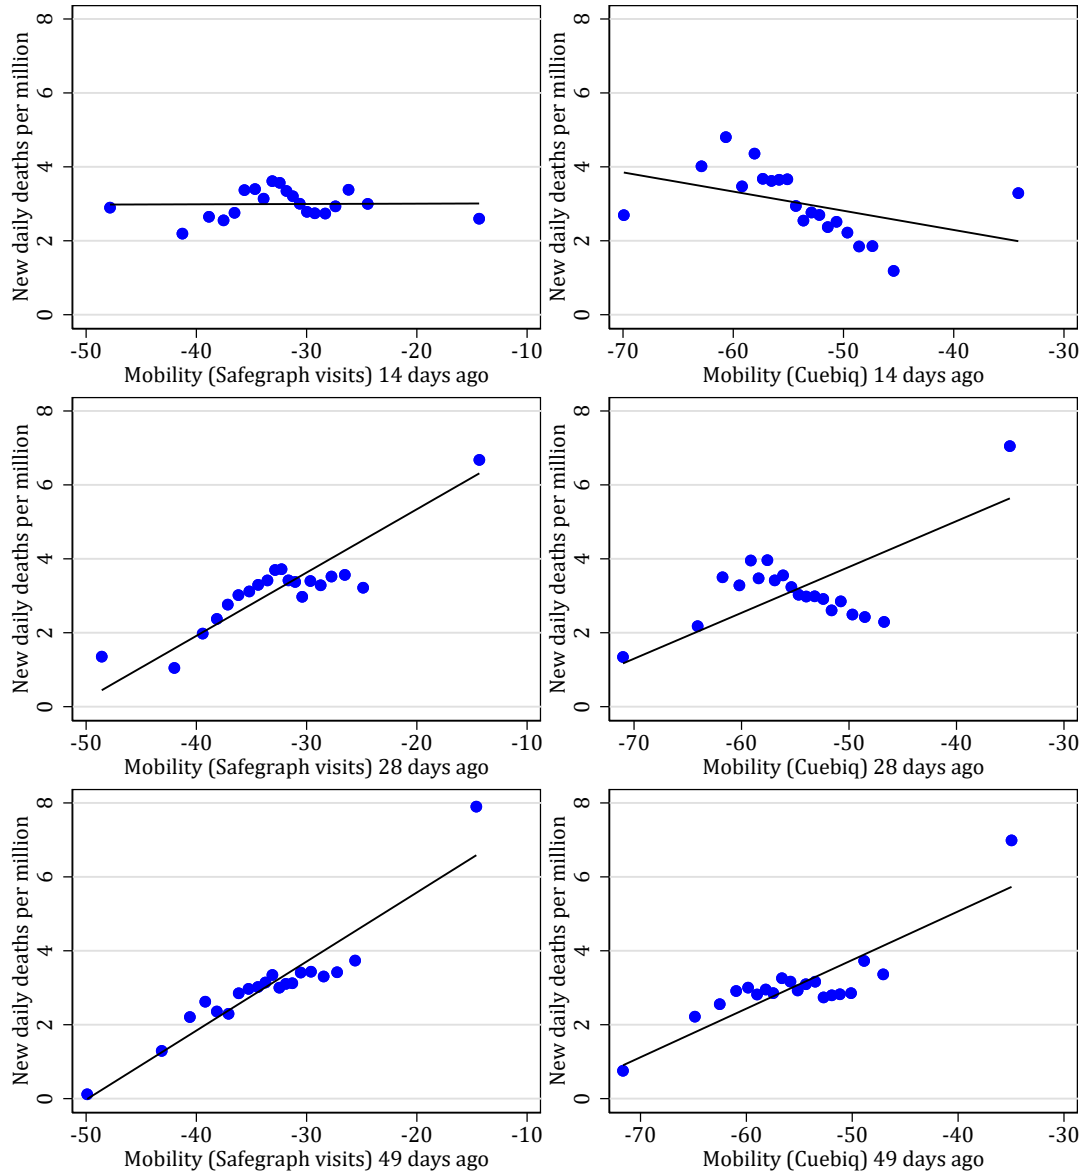 New daily deaths per million
8
6
4
2
0
-50 -40 -30 -20 -10
Mobility (Safegraph visits) 14 days ago
New daily deaths per million
8
6
4
2
0
-70 -60 -50 -40 -30
Mobility (Cuebiq) 14 days ago
New daily deaths per million
8
6
4
2
0
-50 -40 -30 -20 -10
Mobility (Safegraph visits) 28 days ago
New daily deaths per million
8
6
4
2
0
-70 -60 -50 -40 -30
Mobility (Cuebiq) 28 days ago
New daily deaths per million
8
6
4
2
0
-50 -40 -30 -20 -10
Mobility (Safegraph visits) 49 days ago
New daily deaths per million
8
6
4
2
0
-70 -60 -50 -40 -30
Mobility (Cuebiq) 49 days ago